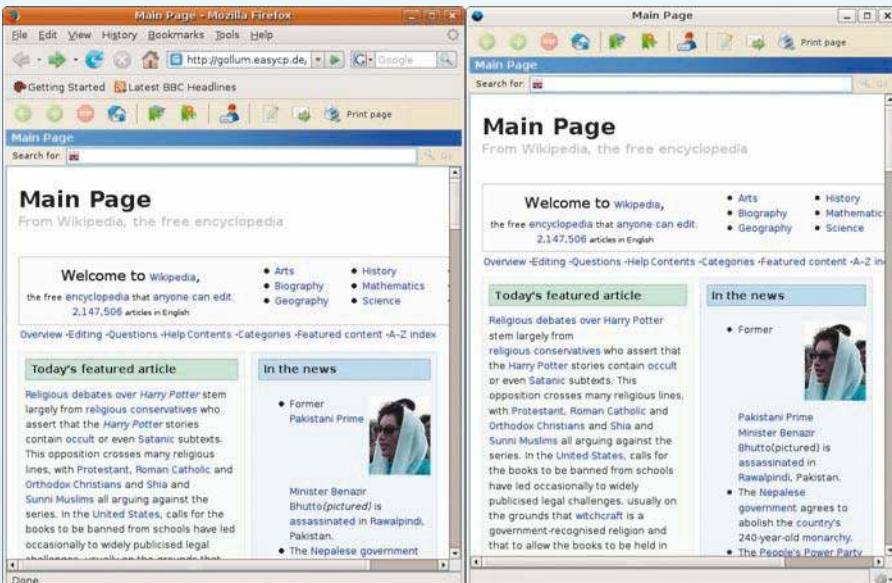 Main Page - Mozilla Firefox
File Edit View History Bookmarks Tools Help
http://gollum.easycp.de/
Google
Getting Started Latest BBC Headlines
Print page
Main Page
Search for: Go
Main Page
From Wikipedia, the free encyclopedia
Welcome to Wikipedia,
the free encyclopedia that anyone can edit.
2,147,506 articles in English
Arts
Biography
Geography
History
Mathematics
Science
Overview ·Editing ·Questions ·Help Contents ·Categories ·Featured content ·A–Z index
Today's featured article
Religious debates over Harry Potter stem
largely from religious conservatives who
assert that the Harry Potter stories
contain occult or even Satanic subtexts.
This opposition crosses many religious
lines, with Protestant, Roman Catholic and
Orthodox Christians and Shia and
Sunni Muslims all arguing against the
series. In the United States, calls for the
books to be banned from schools have led
occasionally to widely publicised legal
challenges, usually on the grounds that
In the news
Former
Pakistani Prime
Minister Benazir
Bhutto(pictured) is
assassinated in Rawalpindi,
Pakistan.
The Nepalese government
Done
Main Page
Print page
Main Page
Search for: Go
Main Page
From Wikipedia, the free encyclopedia
Welcome to Wikipedia,
the free encyclopedia that anyone can edit.
2,147,506 articles in English
Arts
Biography
Geography
History
Mathematic
Science
Overview ·Editing ·Questions ·Help Contents ·Categories ·Featured content ·A–Z in
Today's featured article
Religious debates over Harry Potter
stem largely from
religious conservatives who assert that
the Harry Potter stories contain occult
or even Satanic subtexts. This
opposition crosses many religious lines,
with Protestant, Roman Catholic and
Orthodox Christians and Shia and
Sunni Muslims all arguing against the
series. In the United States, calls for
the books to be banned from schools
have led occasionally to widely
publicised legal challenges, usually on
the grounds that witchcraft is a
government-recognised religion and
that to allow the books to be held in
In the news
Former
Pakistani Prime
Minister Benazir
Bhutto(pictured) is
assassinated in
Rawalpindi, Pakistan.
The Nepalese
government agrees to
abolish the country's
240-year-old monarchy.
The People's Power Party